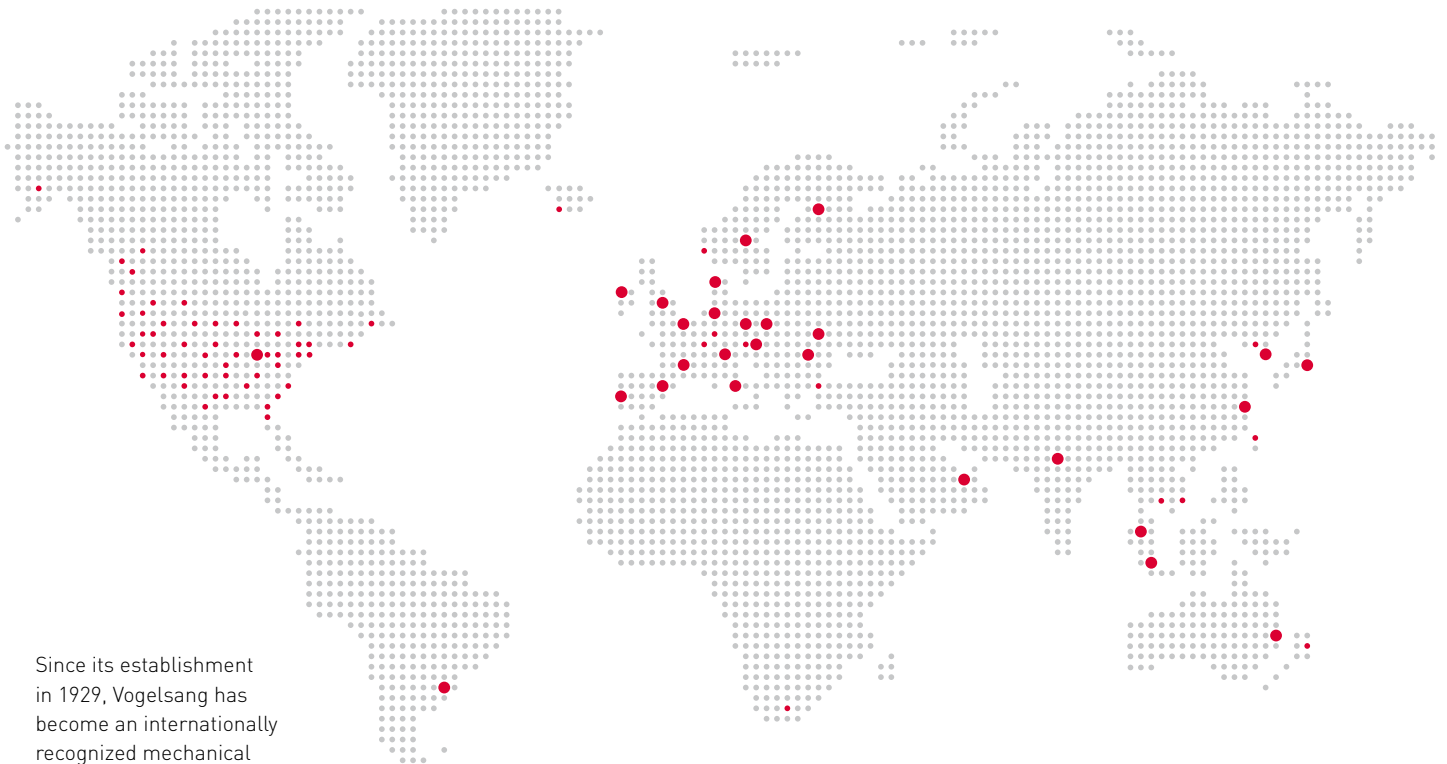 Since its establishment
in 1929, Vogelsang has
become an internationally
recognized mechanical